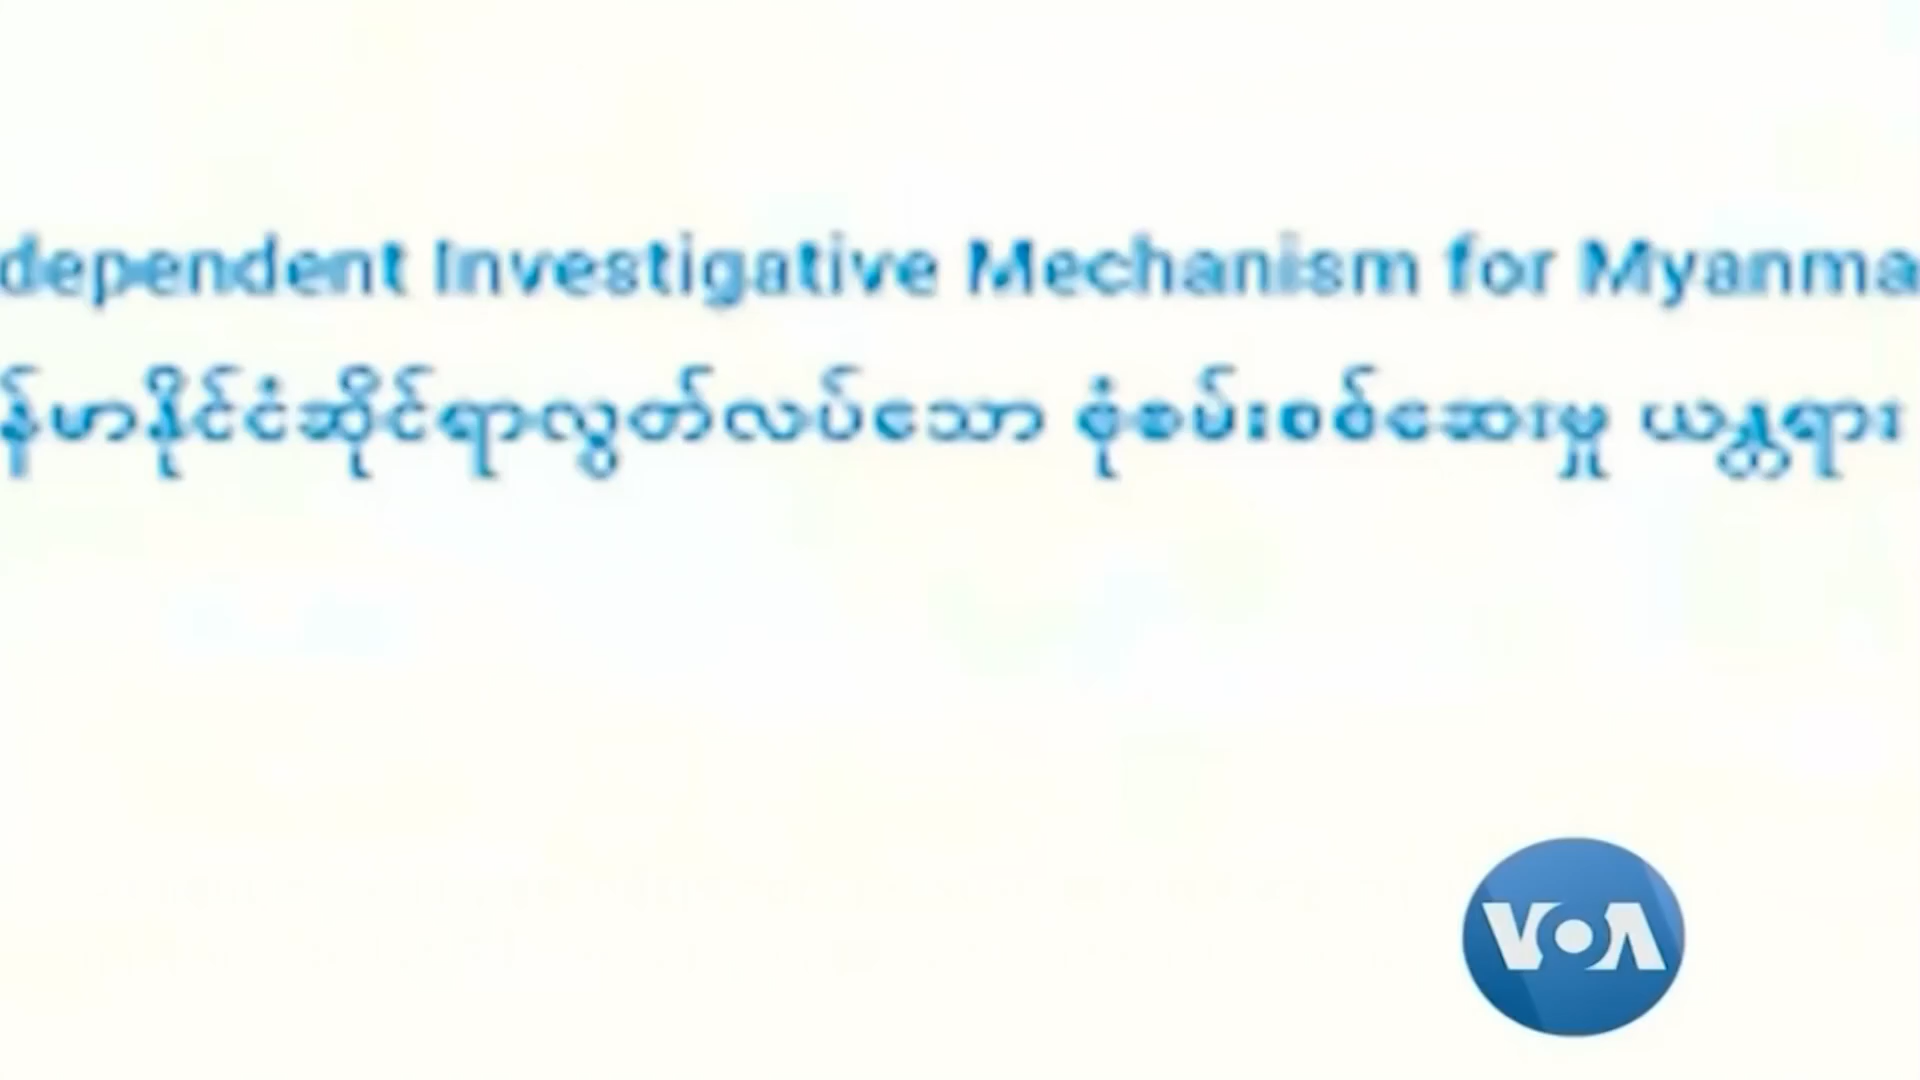 dependent Investigative Mechanism for Myanma
န်မာနိုင်ငံဆိုင်ရာလွတ်လပ်သော စုံစမ်းစစ်ဆေးမှု ယန္တရား
VOA